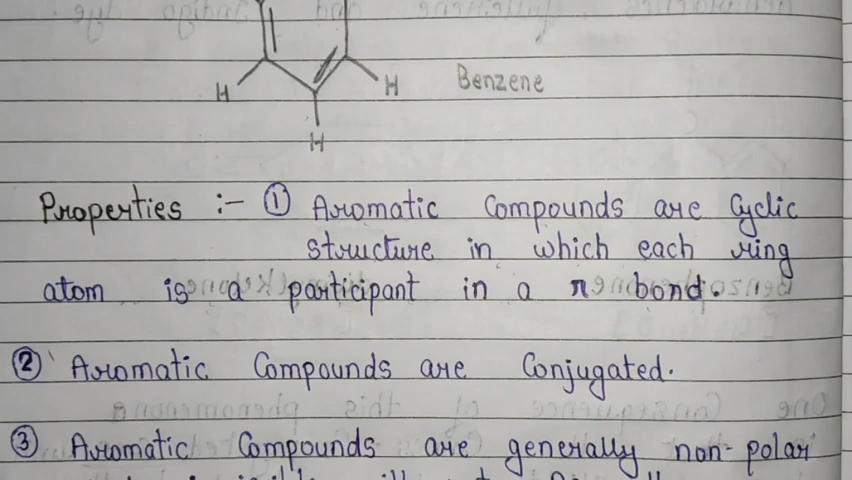 H
H
Benzene
H
Properties :- ① Aromatic Compounds are Cyclic
structure in which each ring
atom is a participant in a π bond.
② Aromatic Compounds are Conjugated.
③ Aromatic Compounds are generally non-polar